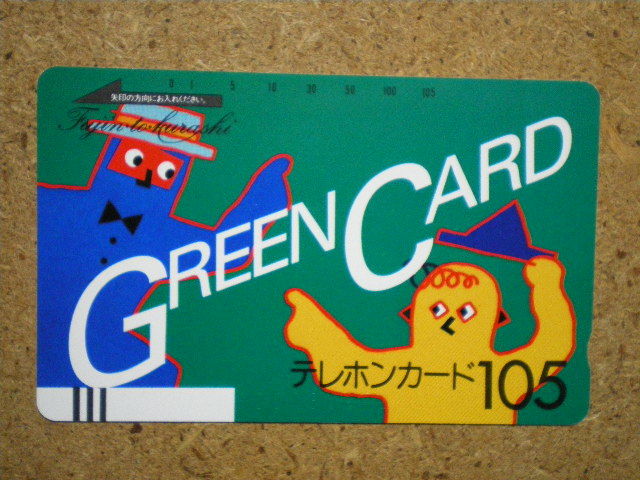 0 1 5 10 30 50 100 105
矢印の方向にお入れください。
Fujin to kurashi
GREEN CARD
テレホンカード105